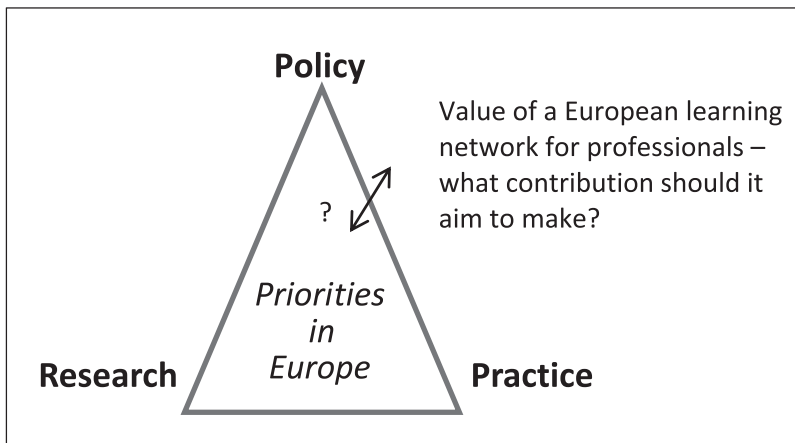 Policy
Value of a European learning
network for professionals –
what contribution should it
aim to make?
?
Priorities
in
Europe
Research
Practice